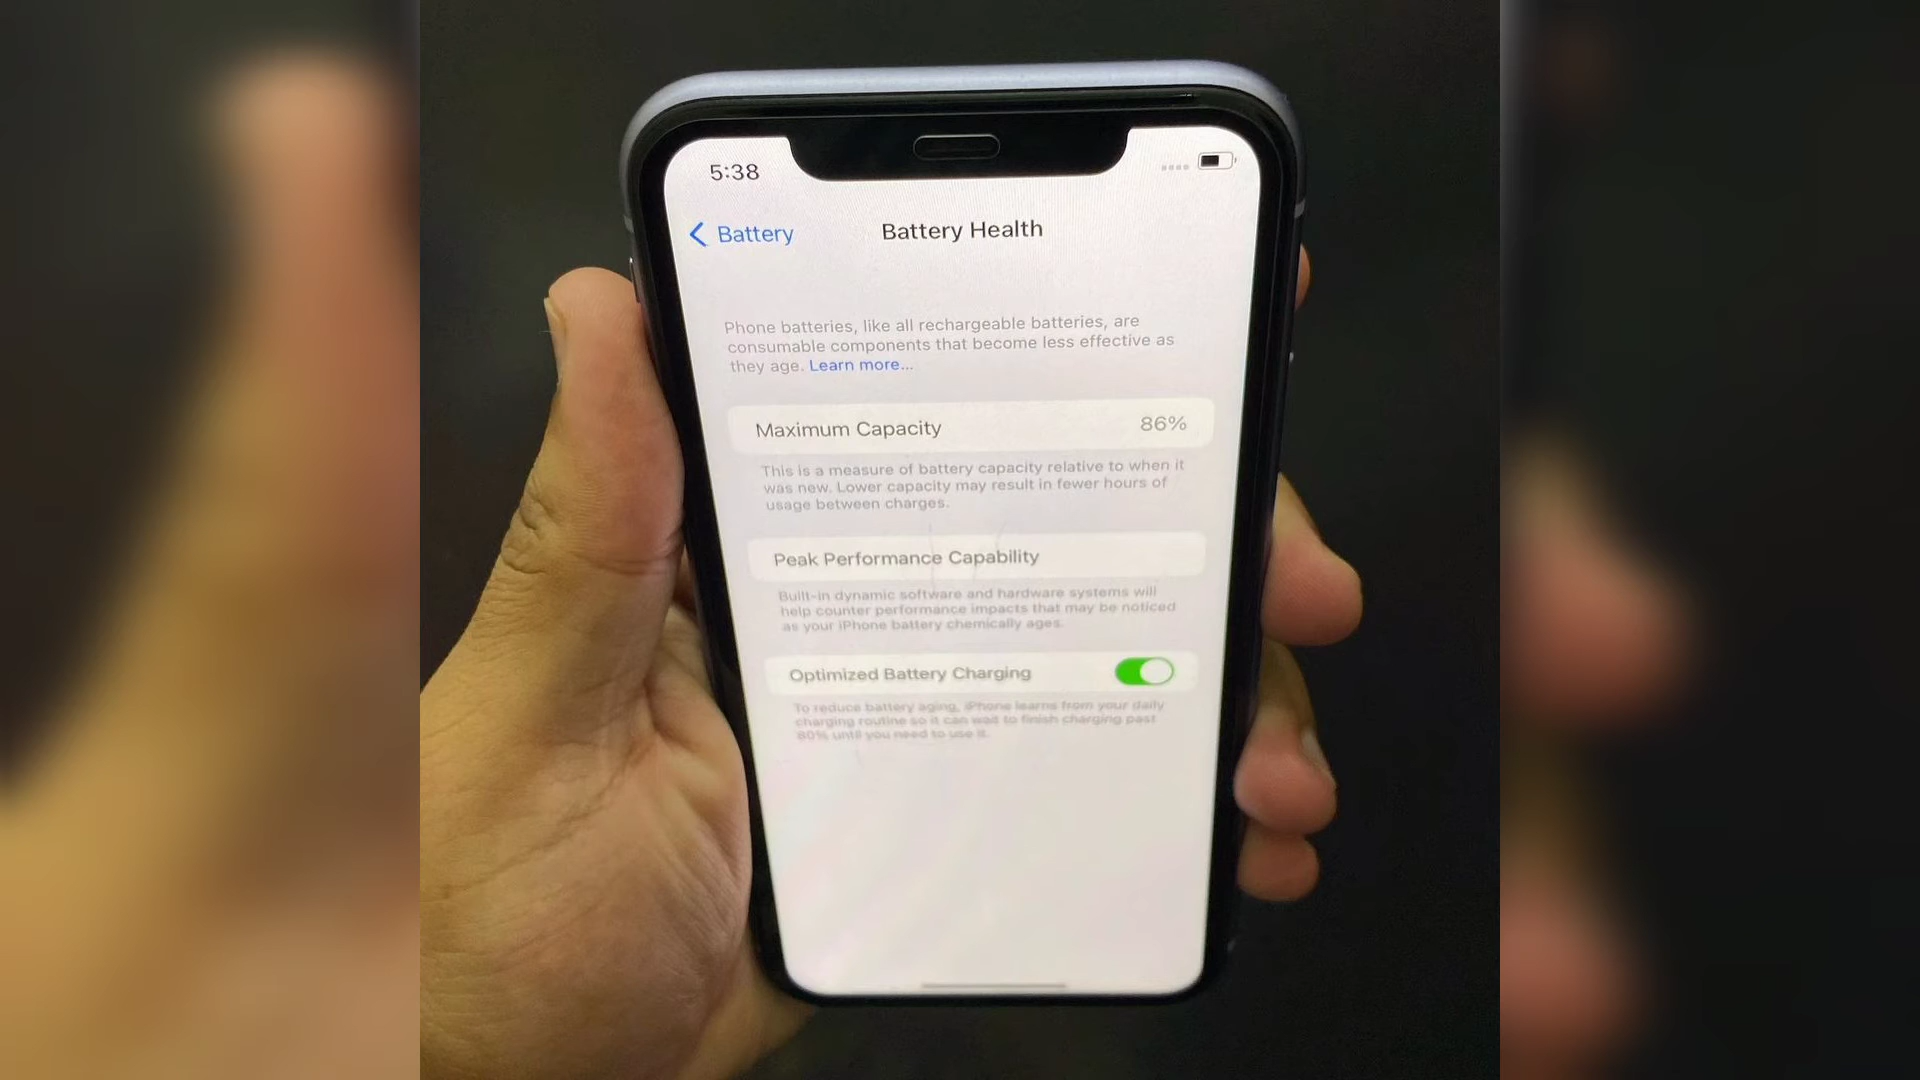 5:38
Battery
Battery Health
Phone batteries, like all rechargeable batteries, are
consumable components that become less effective as
they age. Learn more...
Maximum Capacity 86%
This is a measure of battery capacity relative to when it
was new. Lower capacity may result in fewer hours of
usage between charges.
Peak Performance Capability
Built-in dynamic software and hardware systems will
help counter performance impacts that may be noticed
as your iPhone battery chemically ages.
Optimized Battery Charging
To reduce battery aging, iPhone learns from your daily
charging routine so it can wait to finish charging past
80% until you need to use it.